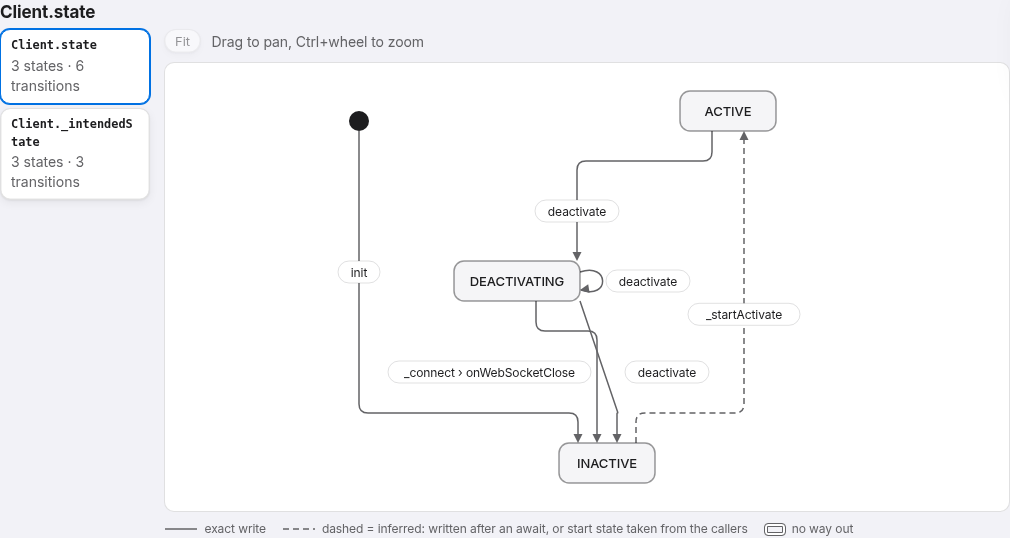 Client.state
Client.state
3 states · 6
transitions
Client._intendedS
tate
3 states · 3
transitions
Fit
Drag to pan, Ctrl+wheel to zoom
ACTIVE
deactivate
init
DEACTIVATING
deactivate
_startActivate
_connect › onWebSocketClose
deactivate
INACTIVE
exact write
dashed = inferred: written after an await, or start state taken from the callers
no way out